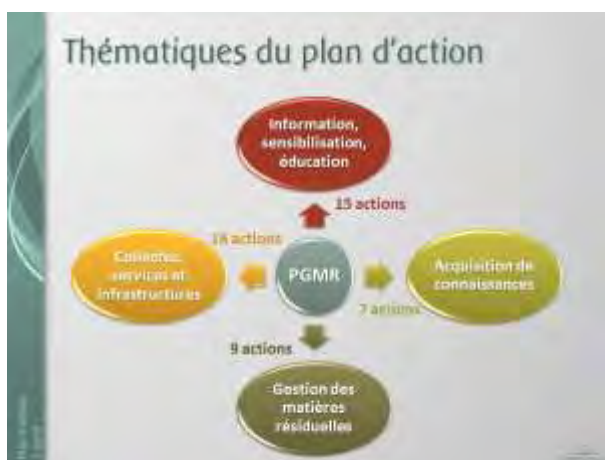 Thématiques du plan d'action
Information,
sensibilisation,
éducation
15 actions
18 actions
Collectes,
services et
infrastructures
PGMR
Acquisition de
connaissances
7 actions
9 actions
Gestion des
matières
résiduelles